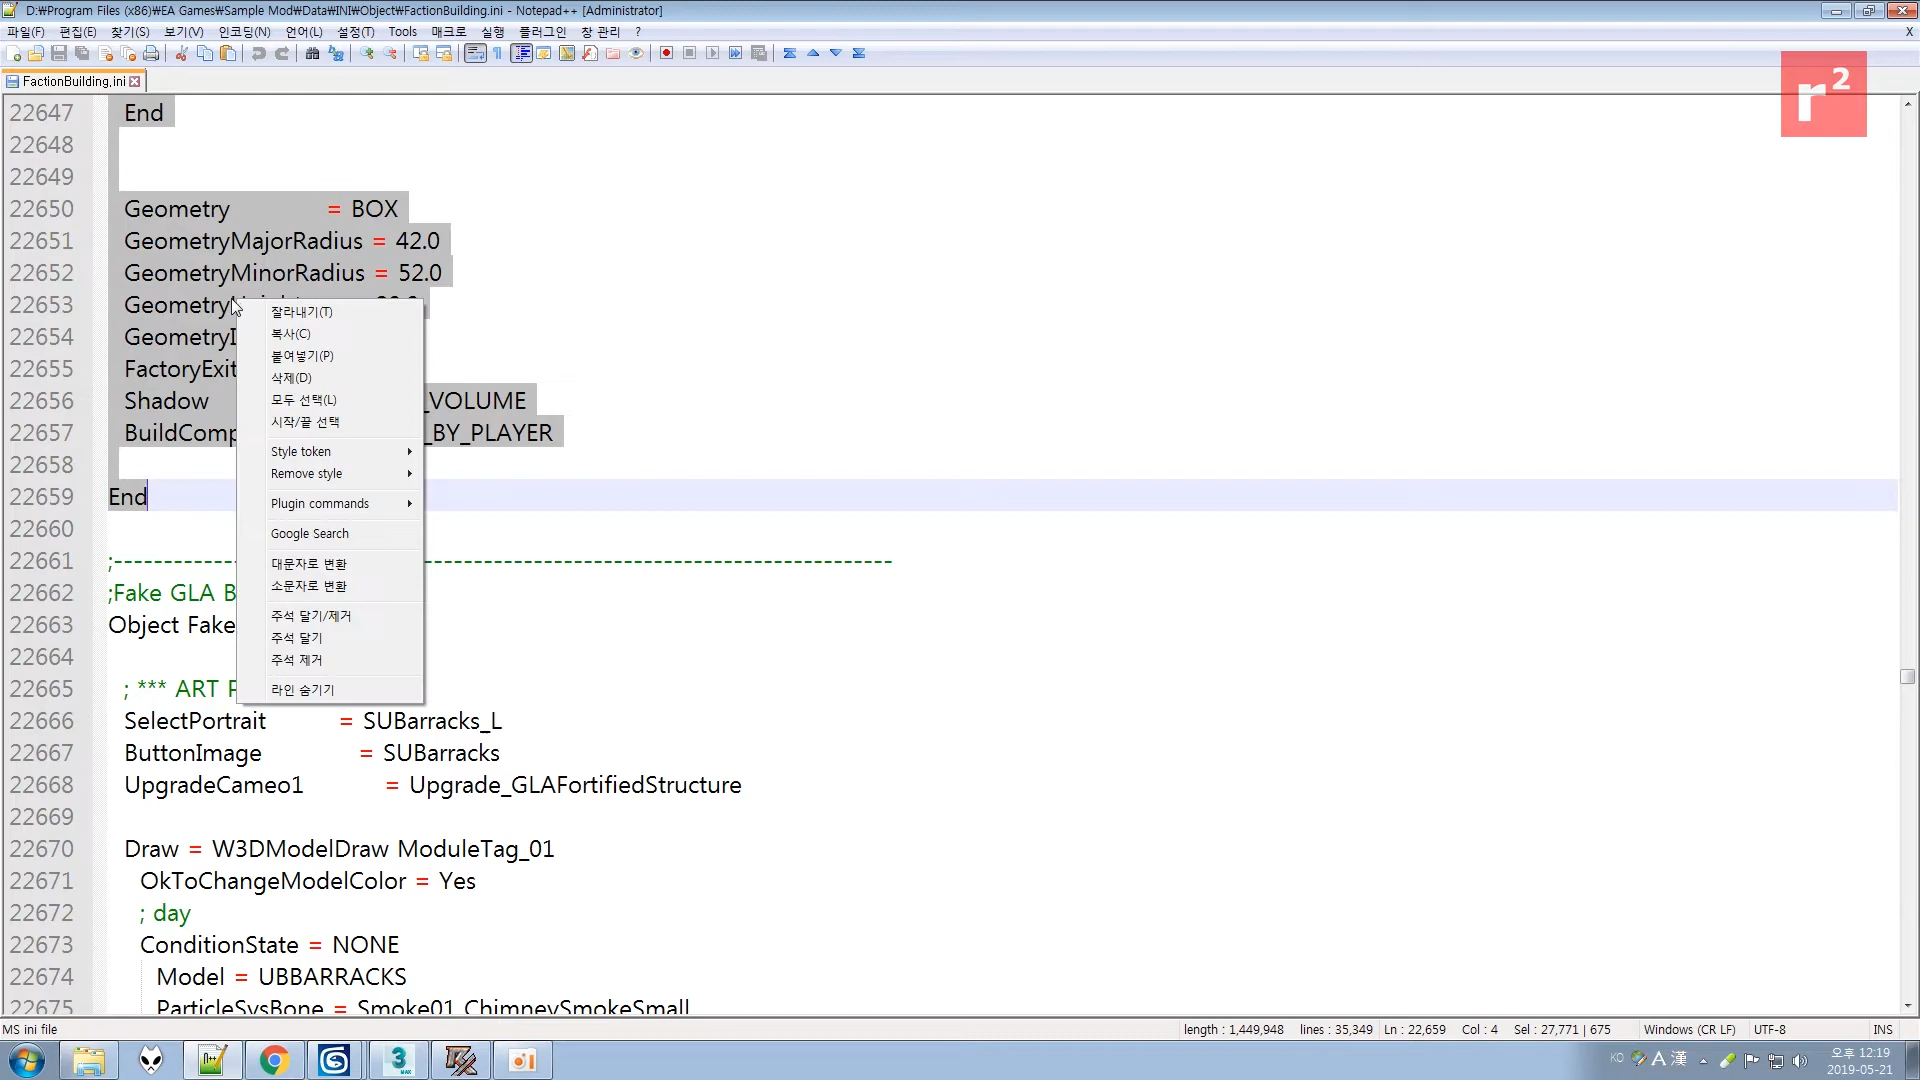 D:₩Program Files (x86)₩EA Games₩Sample Mod₩Data₩INI₩Object₩FactionBuilding.ini - Notepad++ [Administrator]
파일(F) 편집(E) 찾기(S) 보기(V) 인코딩(N) 언어(L) 설정(T) Tools 매크로 실행 플러그인 창 관리 ? X
FactionBuilding.ini
r²
22647 End
22648
22649
22650 Geometry = BOX
22651 GeometryMajorRadius = 42.0
22652 GeometryMinorRadius = 52.0
22653 Geometry
22654 Geometry
22655 FactoryExit
22656 Shadow _VOLUME
22657 BuildComp _BY_PLAYER
22658
22659 End
22660
22661 ;---------------------------------------------------------------
22662 ;Fake GLA B
22663 Object Fake
22664
22665 ; *** ART P
22666 SelectPortrait = SUBarracks_L
22667 ButtonImage = SUBarracks
22668 UpgradeCameo1 = Upgrade_GLAFortifiedStructure
22669
22670 Draw = W3DModelDraw ModuleTag_01
22671 OkToChangeModelColor = Yes
22672 ; day
22673 ConditionState = NONE
22674 Model = UBBARRACKS
22675 ParticleSysBone = Smoke01 ChimneySmokeSmall
잘라내기(T)
복사(C)
붙여넣기(P)
삭제(D)
모두 선택(L)
시작/끝 선택
Style token
Remove style
Plugin commands
Google Search
대문자로 변환
소문자로 변환
주석 달기/제거
주석 달기
주석 제거
라인 숨기기
MS ini file length : 1,449,948 lines : 35,349 Ln : 22,659 Col : 4 Sel : 27,771 | 675 Windows (CR LF) UTF-8 INS
KO A 漢 오후 12:19
2019-05-21